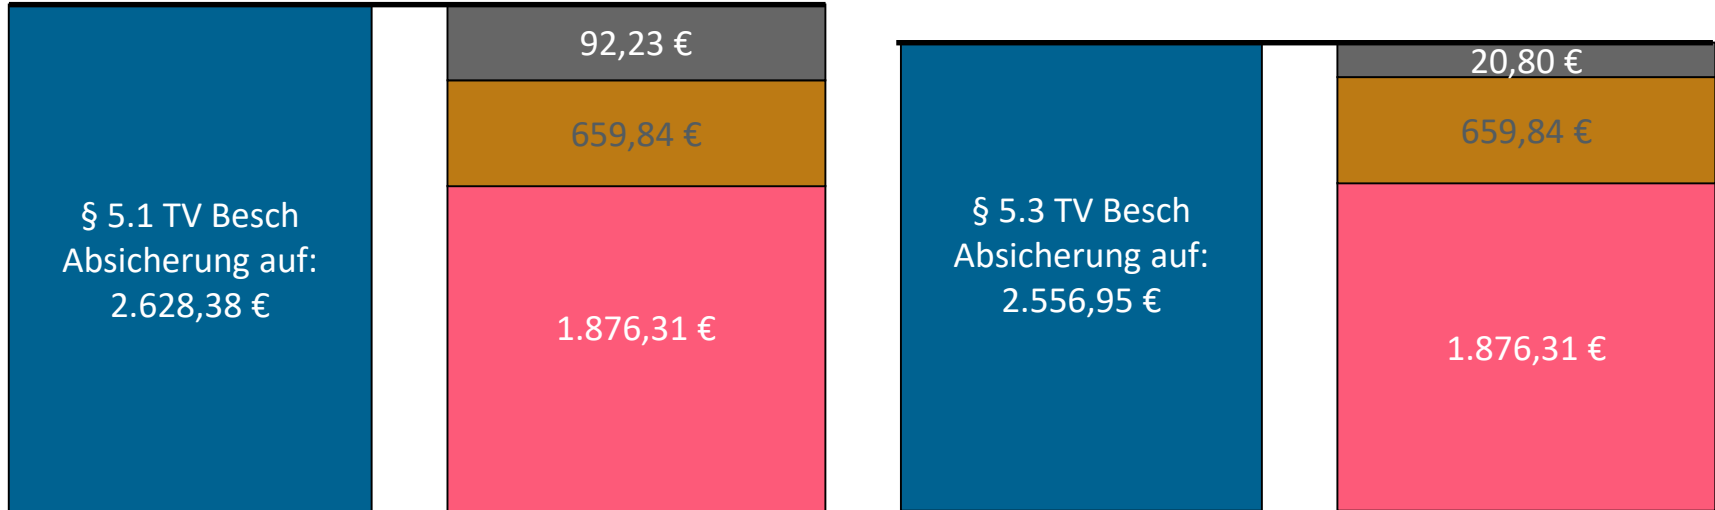 § 5.1 TV Besch
Absicherung auf:
2.628,38 €
92,23 €
659,84 €
1.876,31 €
§ 5.3 TV Besch
Absicherung auf:
2.556,95 €
20,80 €
659,84 €
1.876,31 €